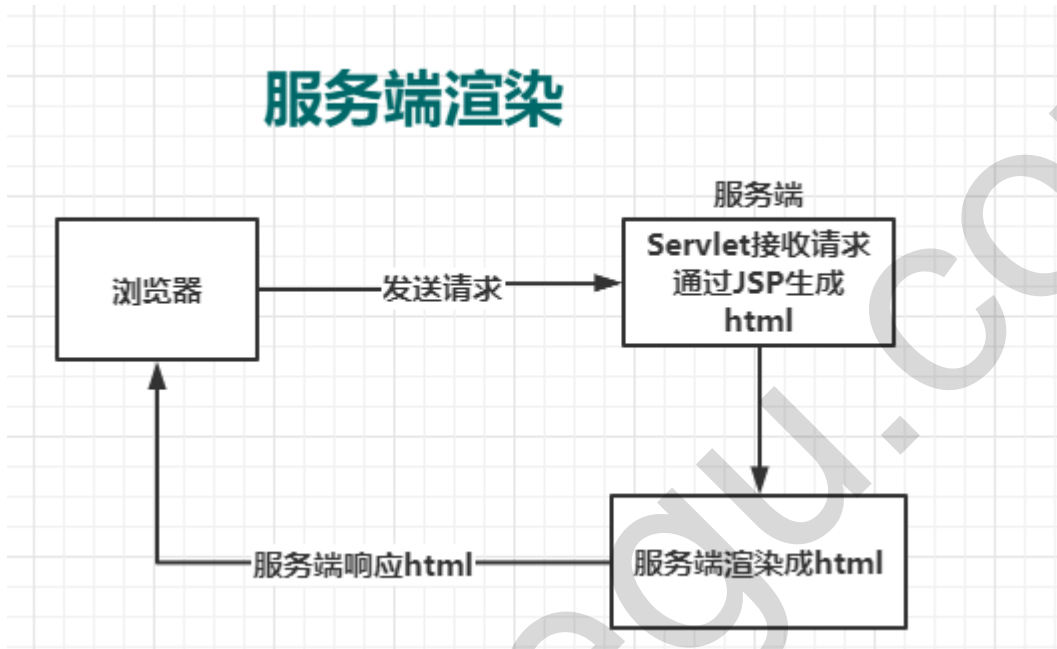 服务端渲染
服务端
浏览器
发送请求
Servlet接收请求
通过JSP生成
html
服务端响应html
服务端渲染成html